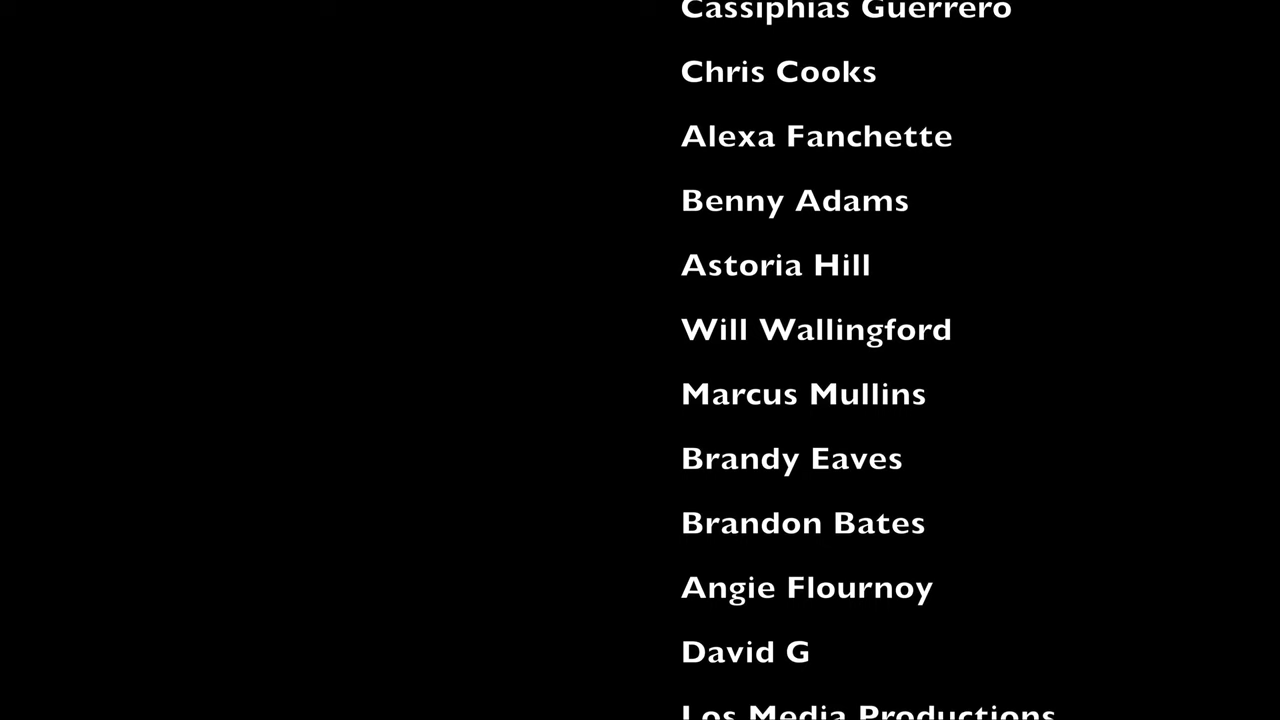 Cassiphias Guerrero
Chris Cooks
Alexa Fanchette
Benny Adams
Astoria Hill
Will Wallingford
Marcus Mullins
Brandy Eaves
Brandon Bates
Angie Flournoy
David G
Los Media Productions